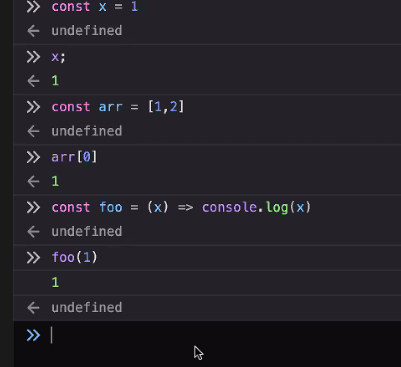 >> const x = 1
← undefined
>> x;
← 1
>> const arr = [1,2]
← undefined
>> arr[0]
← 1
>> const foo = (x) => console.log(x)
← undefined
>> foo(1)
1
← undefined
>>